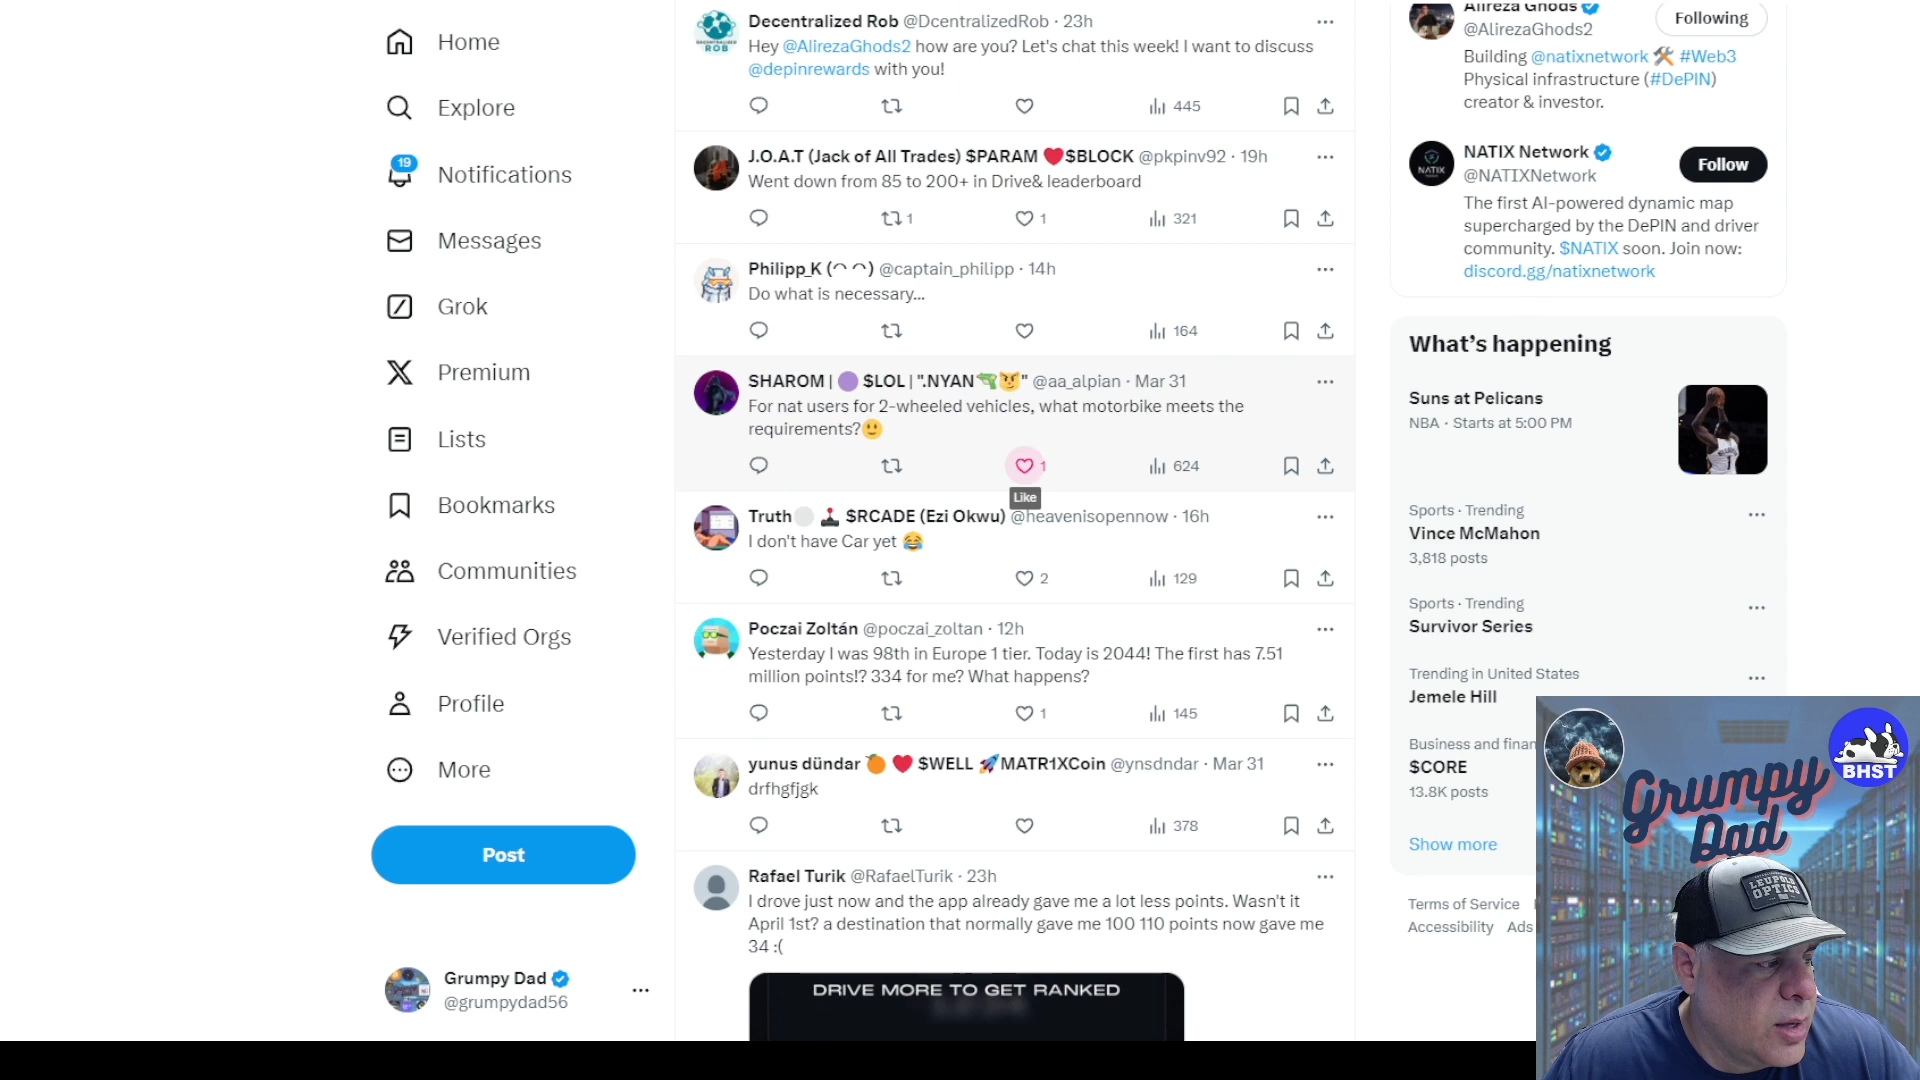 Home
Explore
19
Notifications
Messages
Grok
Premium
Lists
Bookmarks
Communities
Verified Orgs
Profile
More
Post
Grumpy Dad
@grumpydad56
Decentralized Rob @DcentralizedRob · 23h
Hey @AlirezaGhods2 how are you? Let's chat this week! I want to discuss
@depinrewards with you!
445
J.O.A.T (Jack of All Trades) $PARAM ❤️$BLOCK @pkpinv92 · 19h
Went down from 85 to 200+ in Drive& leaderboard
1 1 321
Philipp_K (◠ ◠) @captain_philipp · 14h
Do what is necessary...
164
SHAROM | 🟣 $LOL | ".NYAN🔫😼" @aa_alpian · Mar 31
For nat users for 2-wheeled vehicles, what motorbike meets the
requirements?🙂
1 624
Like
Truth⚪ 🕹️ $RCADE (Ezi Okwu) @heavenisopennow · 16h
I don't have Car yet 😂
2 129
Poczai Zoltán @poczai_zoltan · 12h
Yesterday I was 98th in Europe 1 tier. Today is 2044! The first has 7.51
million points!? 334 for me? What happens?
1 145
yunus dündar 🍊 ❤️ $WELL 🚀MATR1XCoin @ynsdndar · Mar 31
drfhgfjgk
378
Rafael Turik @RafaelTurik · 23h
I drove just now and the app already gave me a lot less points. Wasn't it
April 1st? a destination that normally gave me 100 110 points now gave me
34 :(
DRIVE MORE TO GET RANKED
Alireza Ghods
@AlirezaGhods2
Following
Building @natixnetwork 🛠️ #Web3
Physical infrastructure (#DePIN)
creator & investor.
NATIX Network
@NATIXNetwork
Follow
NATIX
The first AI-powered dynamic map
supercharged by the DePIN and driver
community. $NATIX soon. Join now:
discord.gg/natixnetwork
What's happening
Suns at Pelicans
NBA · Starts at 5:00 PM
Sports · Trending
Vince McMahon
3,818 posts
Sports · Trending
Survivor Series
Trending in United States
Jemele Hill
Business and finan
$CORE
13.8K posts
Show more
Terms of Service
Accessibility Ads
BHST
Grumpy
Dad
LEUPOLD
OPTICS
DECENTRALIZED
ROB